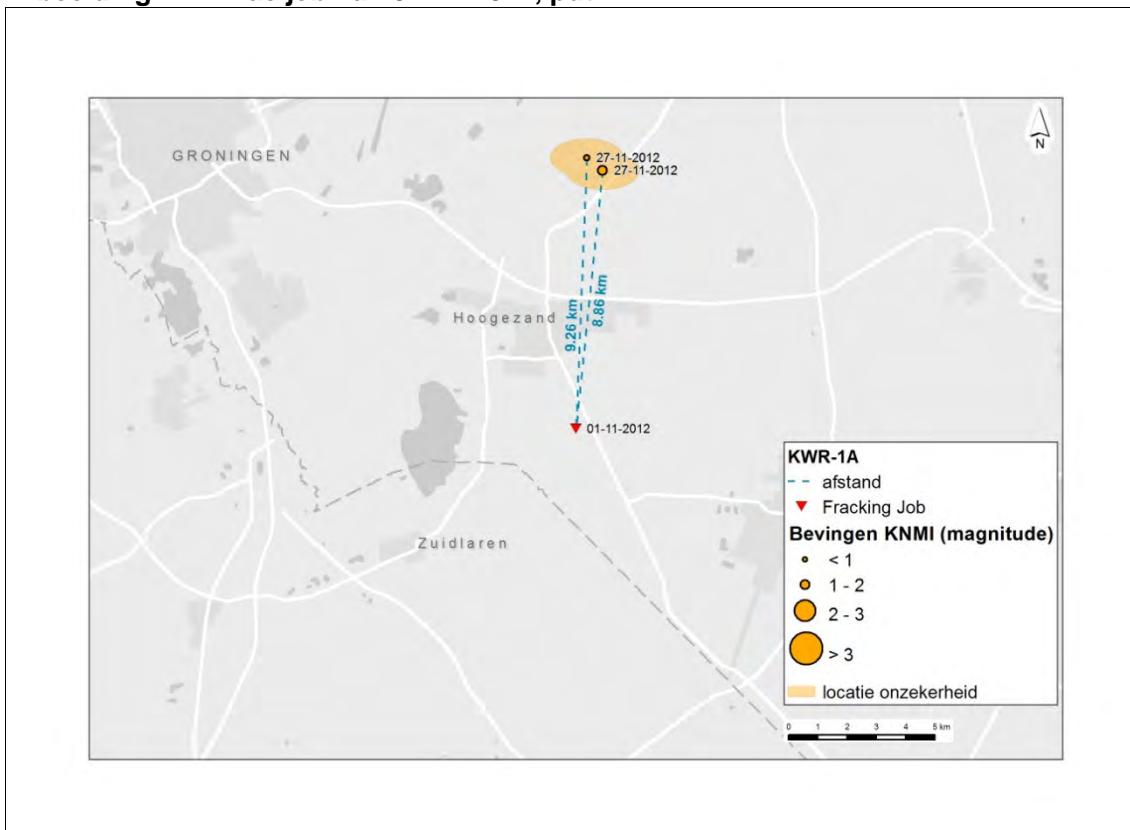 GRONINGEN
N
27-11-2012
27-11-2012
9.26 km
8.86 km
Hoogezand
01-11-2012
Zuidlaren
KWR-1A
afstand
Fracking Job
Bevingen KNMI (magnitude)
< 1
1 - 2
2 - 3
> 3
locatie onzekerheid
0 1 2 3 4 5 km